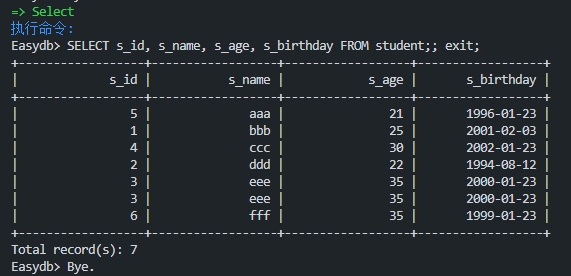 => Select
执行命令:
Easydb> SELECT s_id, s_name, s_age, s_birthday FROM student;; exit;
+------------------+------------------+------------------+------------------+
|             s_id |           s_name |            s_age |       s_birthday |
+------------------+------------------+------------------+------------------+
|                5 |              aaa |               21 |       1996-01-23 |
|                1 |              bbb |               25 |       2001-02-03 |
|                4 |              ccc |               30 |       2002-01-23 |
|                2 |              ddd |               22 |       1994-08-12 |
|                3 |              eee |               35 |       2000-01-23 |
|                3 |              eee |               35 |       2000-01-23 |
|                6 |              fff |               35 |       1999-01-23 |
+------------------+------------------+------------------+------------------+
Total record(s): 7
Easydb> Bye.